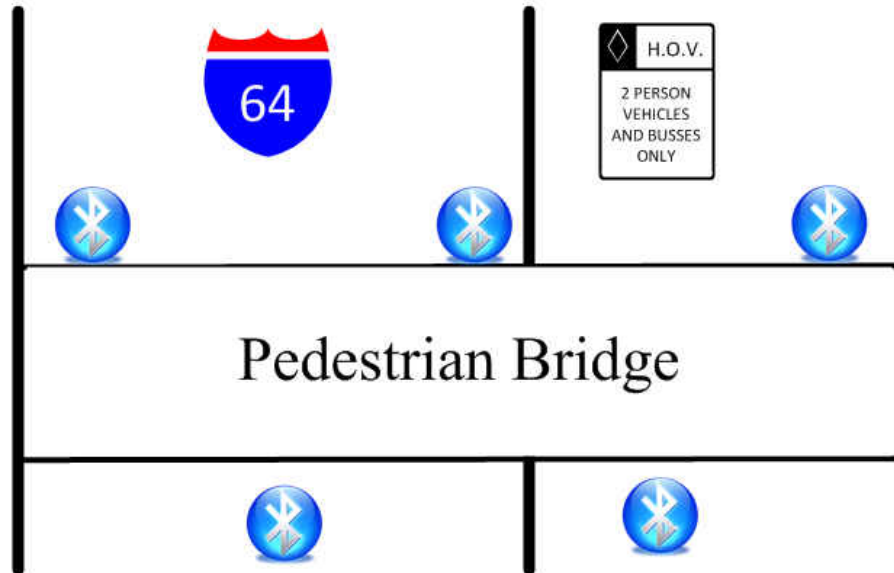 64
H.O.V.
2 PERSON
VEHICLES
AND BUSSES
ONLY
Pedestrian Bridge